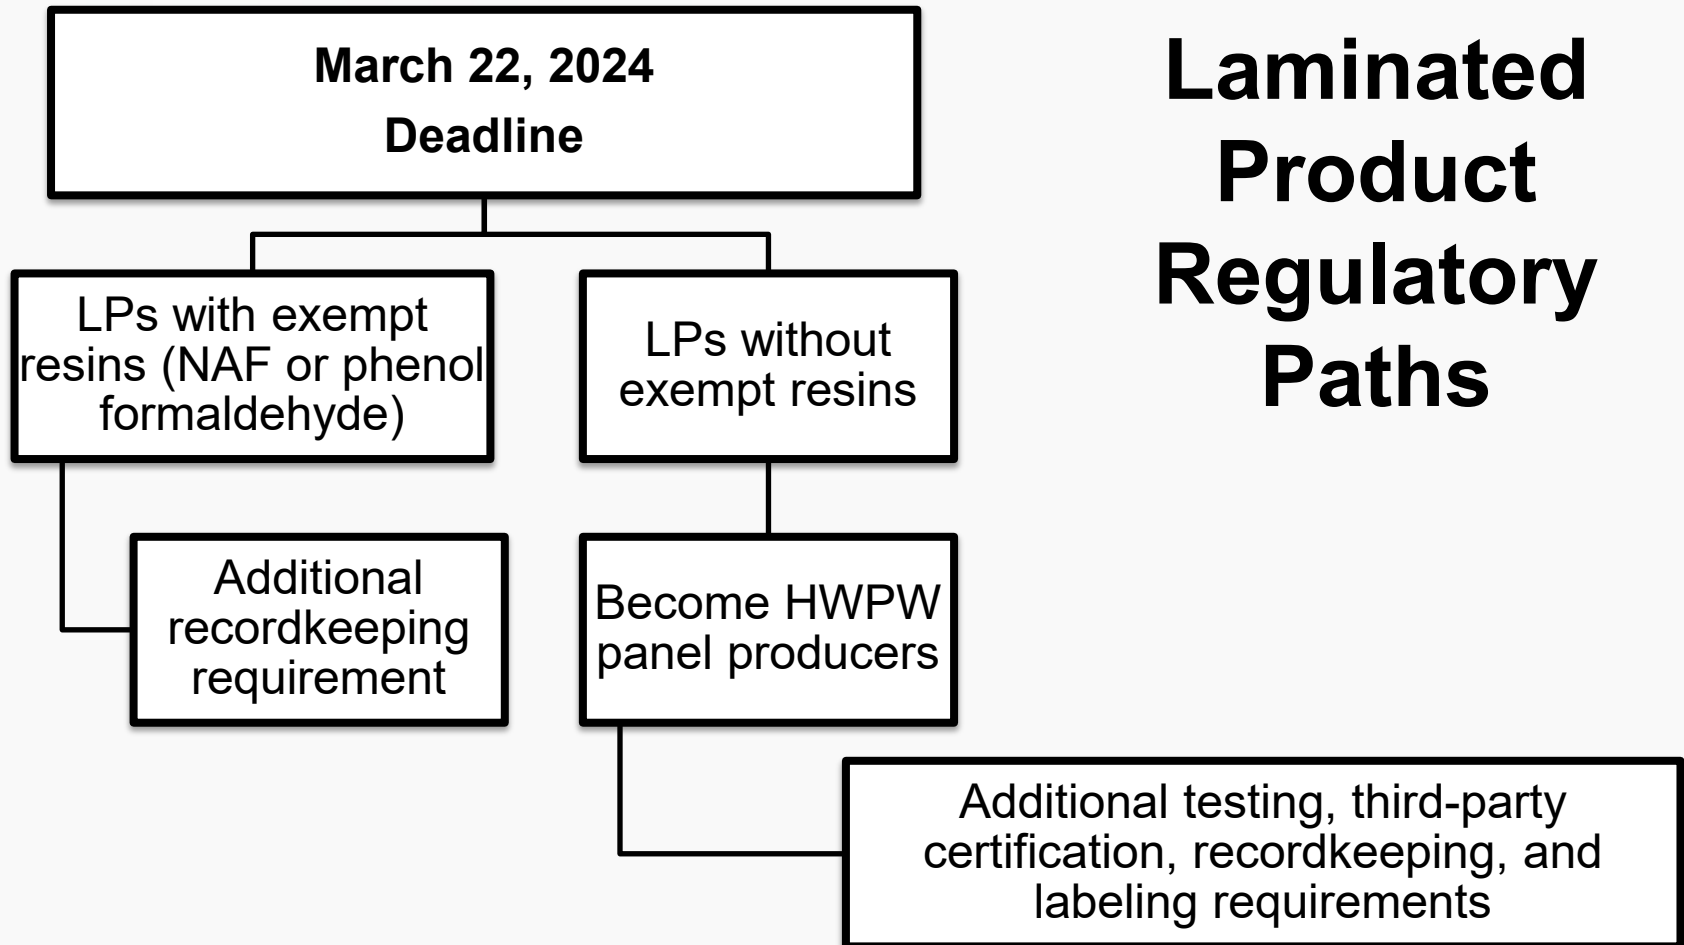 March 22, 2024
Deadline
Laminated
Product
Regulatory
Paths
LPs with exempt
resins (NAF or phenol
formaldehyde)
LPs without
exempt resins
Additional
recordkeeping
requirement
Become HWPW
panel producers
Additional testing, third-party
certification, recordkeeping, and
labeling requirements